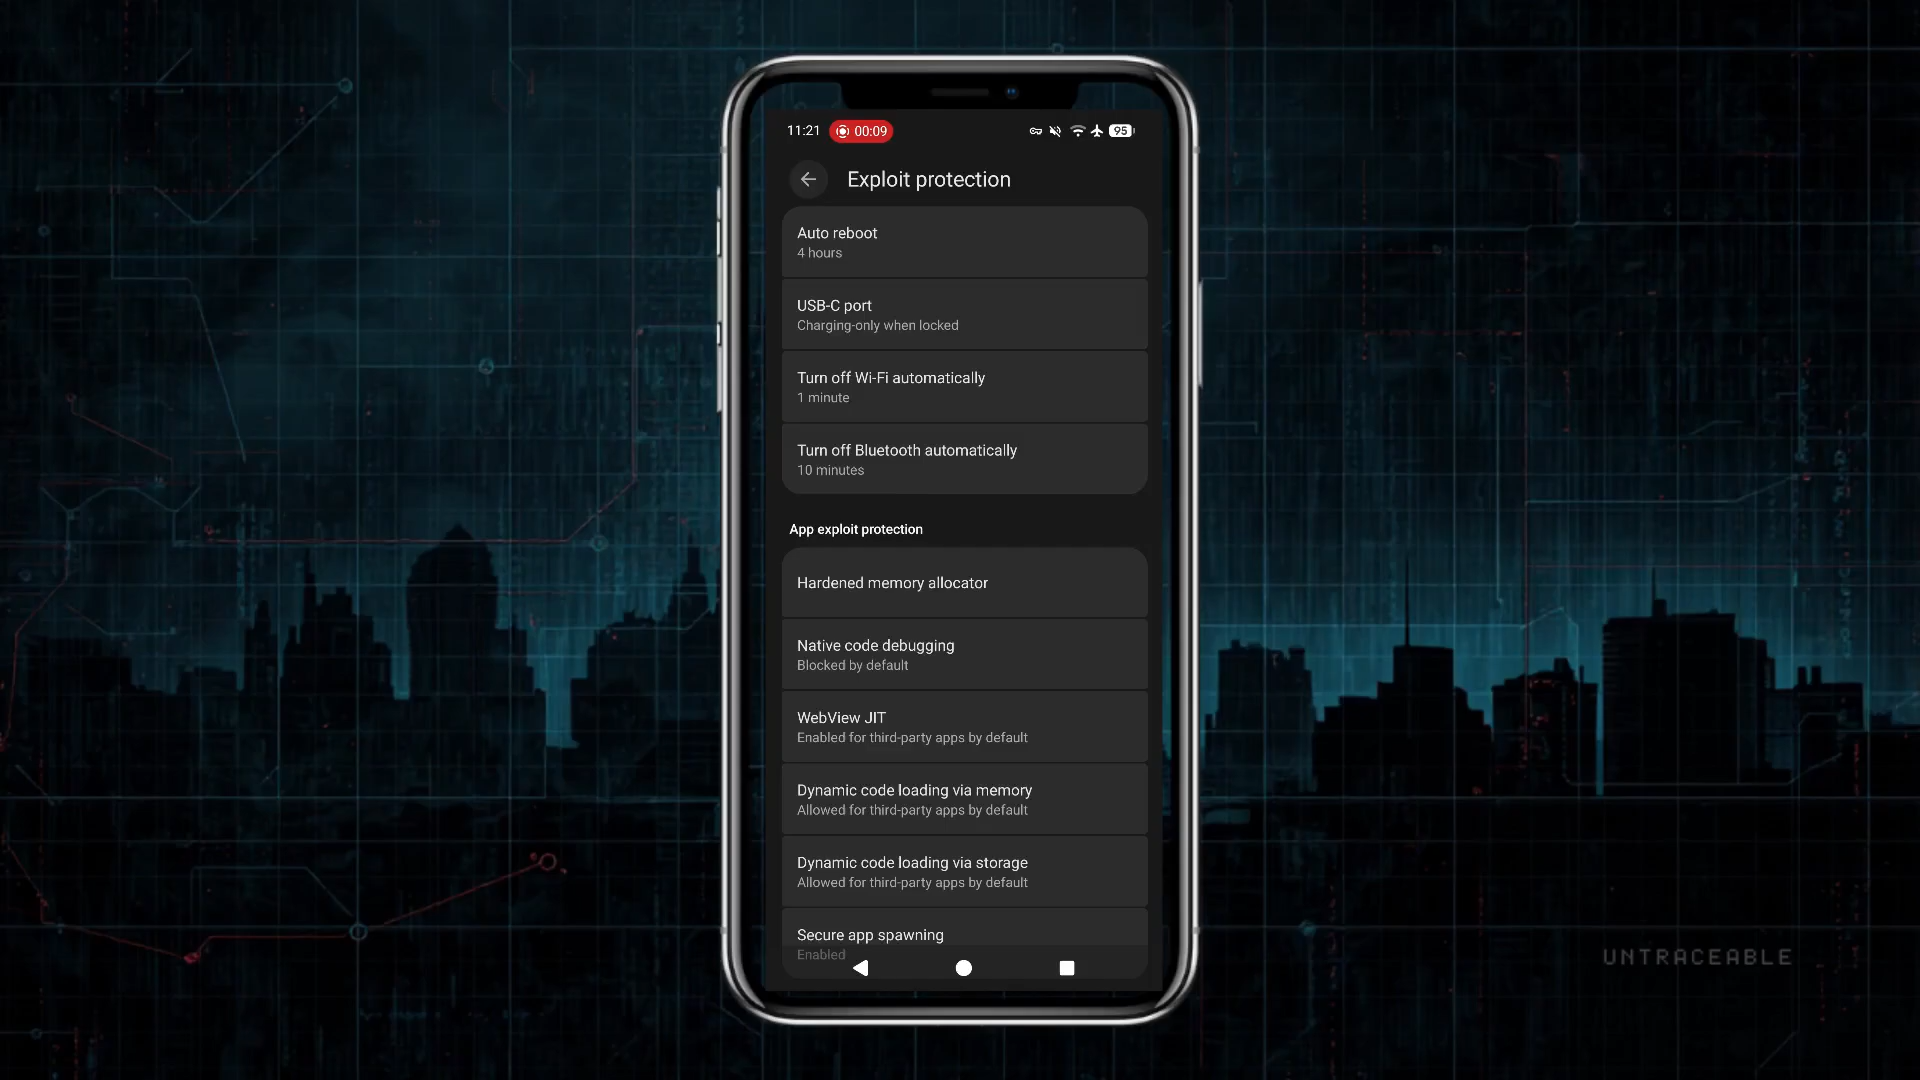 11:21 00:09 95
Exploit protection
Auto reboot
4 hours
USB-C port
Charging-only when locked
Turn off Wi-Fi automatically
1 minute
Turn off Bluetooth automatically
10 minutes
App exploit protection
Hardened memory allocator
Native code debugging
Blocked by default
WebView JIT
Enabled for third-party apps by default
Dynamic code loading via memory
Allowed for third-party apps by default
Dynamic code loading via storage
Allowed for third-party apps by default
Secure app spawning
Enabled
UNTRACEABLE